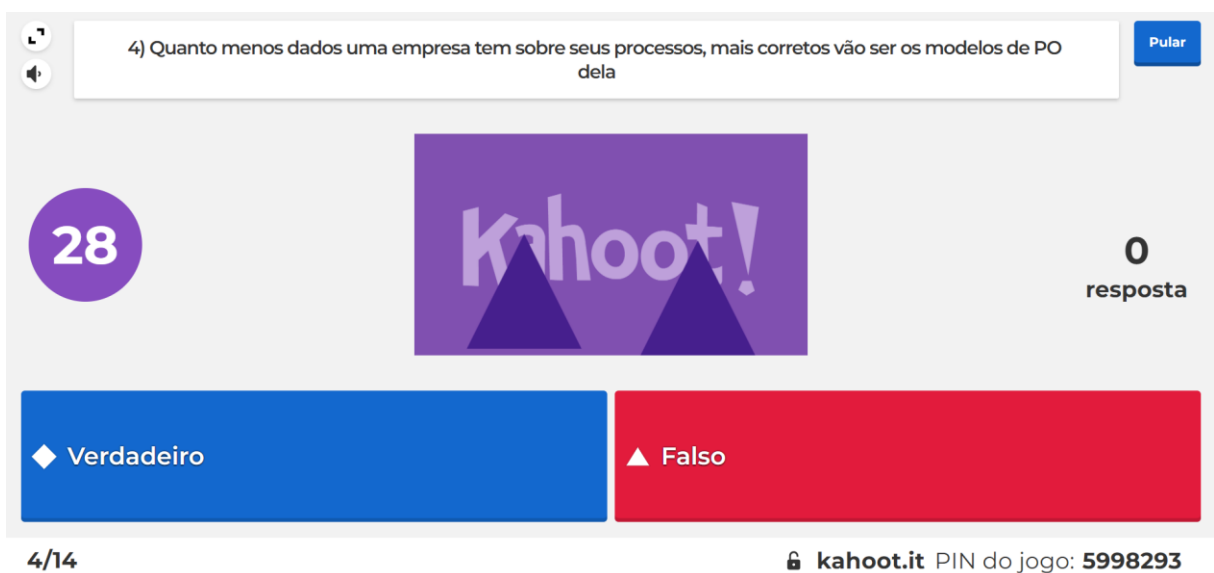 4) Quanto menos dados uma empresa tem sobre seus processos, mais corretos vão ser os modelos de PO
dela
Pular
28
Kahoot!
0
resposta
Verdadeiro
Falso
4/14
kahoot.it PIN do jogo: 5998293